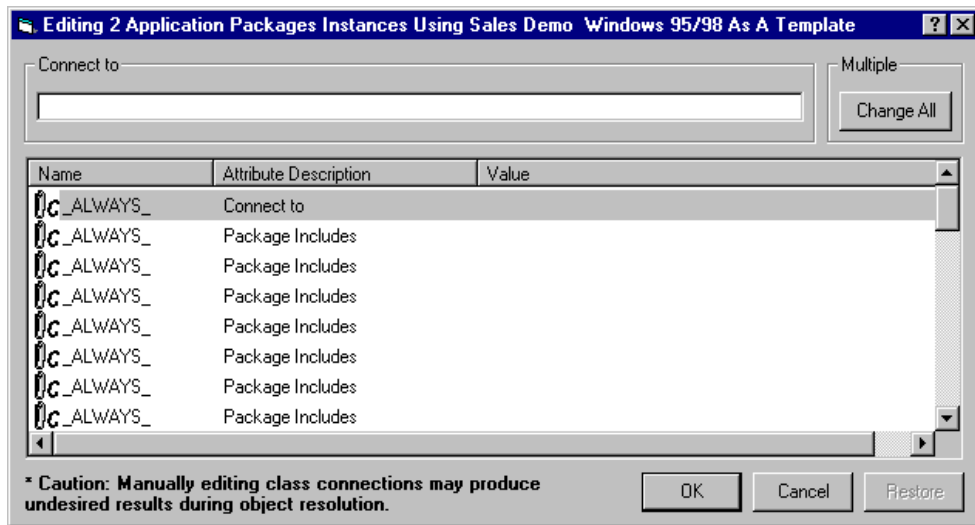 Editing 2 Application Packages Instances Using Sales Demo  Windows 95/98 As A Template
Connect to
Multiple
Change All
Name Attribute Description Value
_ALWAYS_ Connect to
_ALWAYS_ Package Includes
_ALWAYS_ Package Includes
_ALWAYS_ Package Includes
_ALWAYS_ Package Includes
_ALWAYS_ Package Includes
_ALWAYS_ Package Includes
_ALWAYS_ Package Includes
* Caution: Manually editing class connections may produce
undesired results during object resolution.
OK Cancel Restore